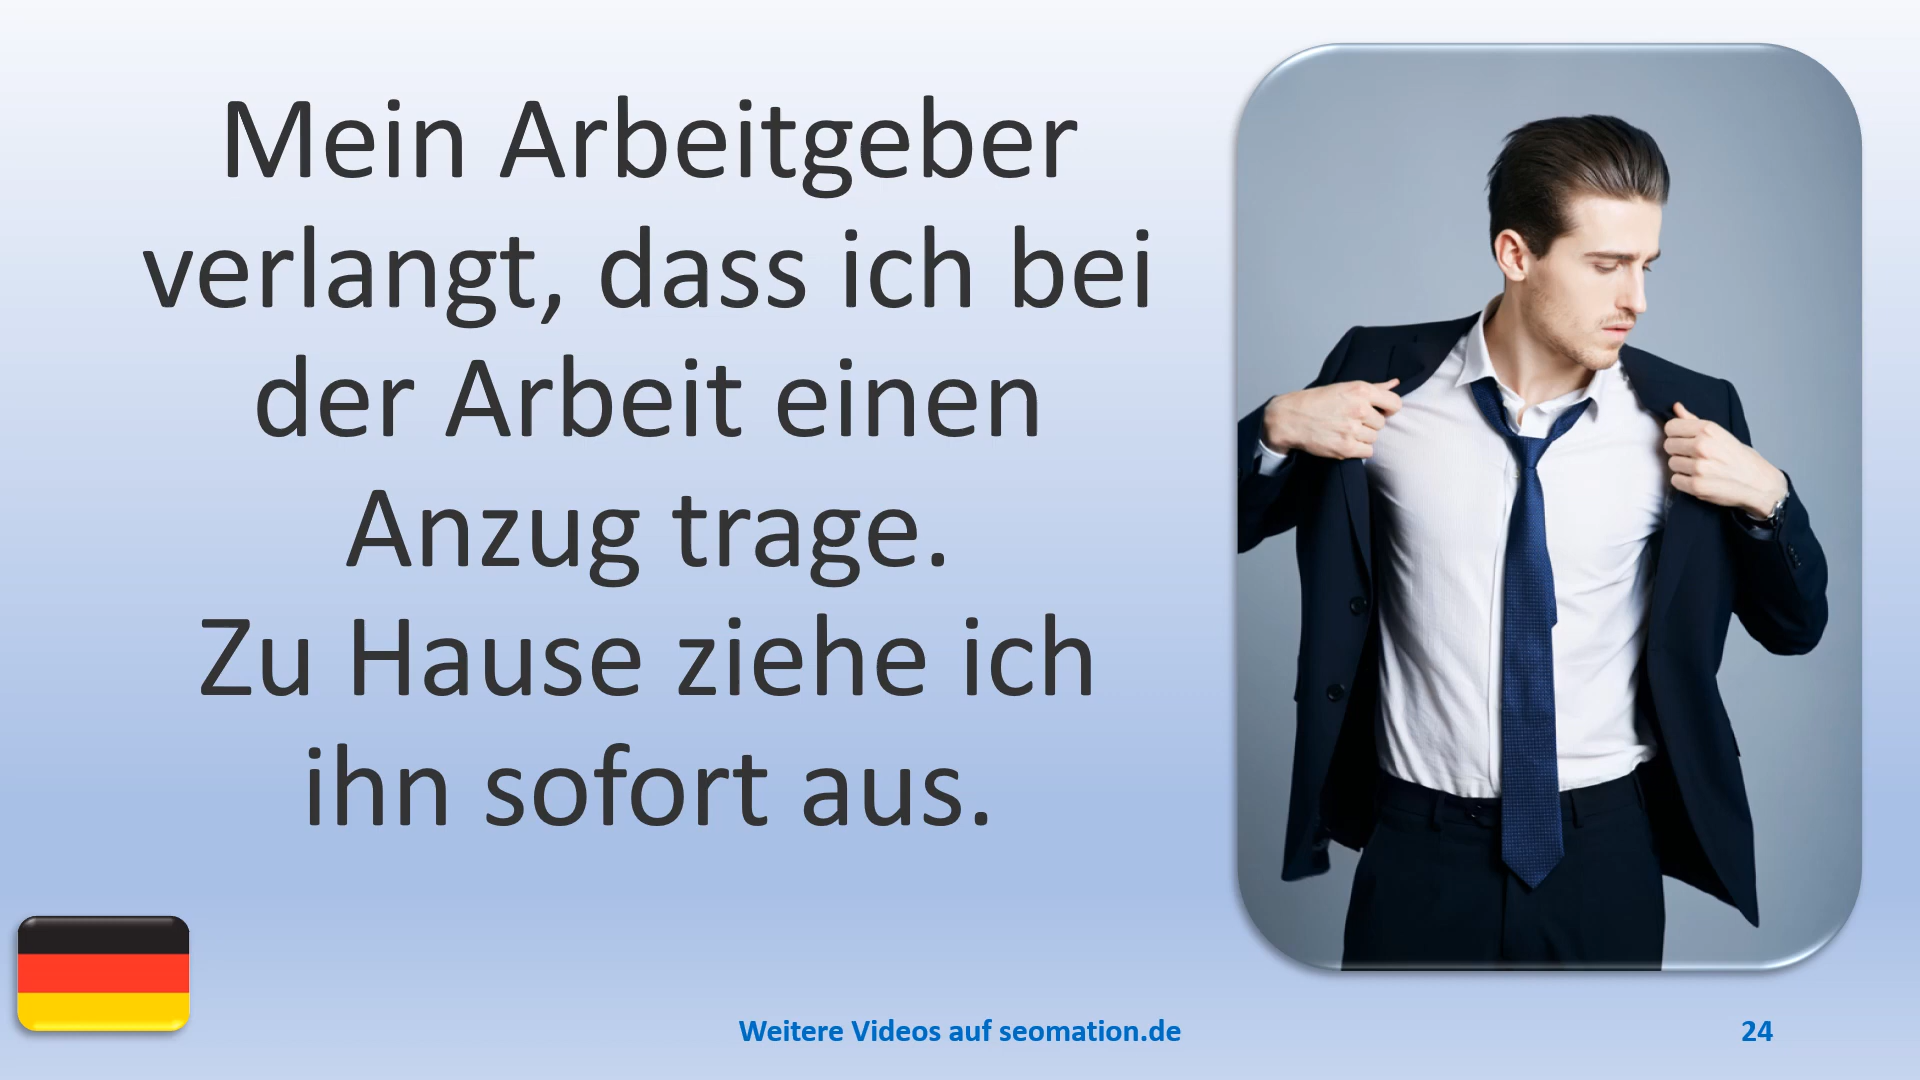 Mein Arbeitgeber
verlangt, dass ich bei
der Arbeit einen
Anzug trage.
Zu Hause ziehe ich
ihn sofort aus.
Weitere Videos auf seomation.de
24